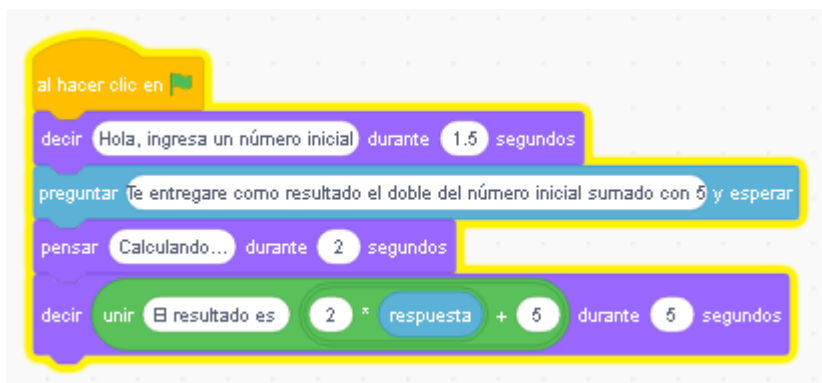 al hacer clic en
decir Hola, ingresa un número inicial durante 1.5 segundos
preguntar Te entregare como resultado el doble del número inicial sumado con 5 y esperar
pensar Calculando... durante 2 segundos
decir unir El resultado es 2 * respuesta + 5 durante 5 segundos